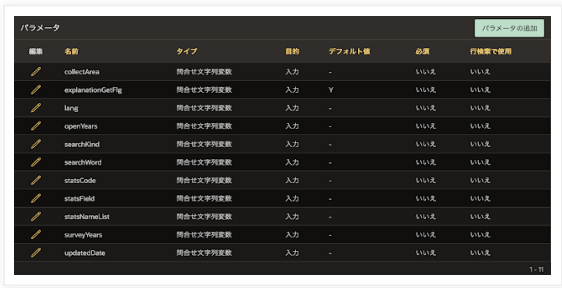 パラメータ パラメータの追加
編集 名前 タイプ 目的 デフォルト値 必須 行検索で使用
collectArea 問合せ文字列変数 入力 - いいえ いいえ
explanationGetFlg 問合せ文字列変数 入力 Y いいえ いいえ
lang 問合せ文字列変数 入力 - いいえ いいえ
openYears 問合せ文字列変数 入力 - いいえ いいえ
searchKind 問合せ文字列変数 入力 - いいえ いいえ
searchWord 問合せ文字列変数 入力 - いいえ いいえ
statsCode 問合せ文字列変数 入力 - いいえ いいえ
statsField 問合せ文字列変数 入力 - いいえ いいえ
statsNameList 問合せ文字列変数 入力 - いいえ いいえ
surveyYears 問合せ文字列変数 入力 - いいえ いいえ
updatedDate 問合せ文字列変数 入力 - いいえ いいえ
1 - 11